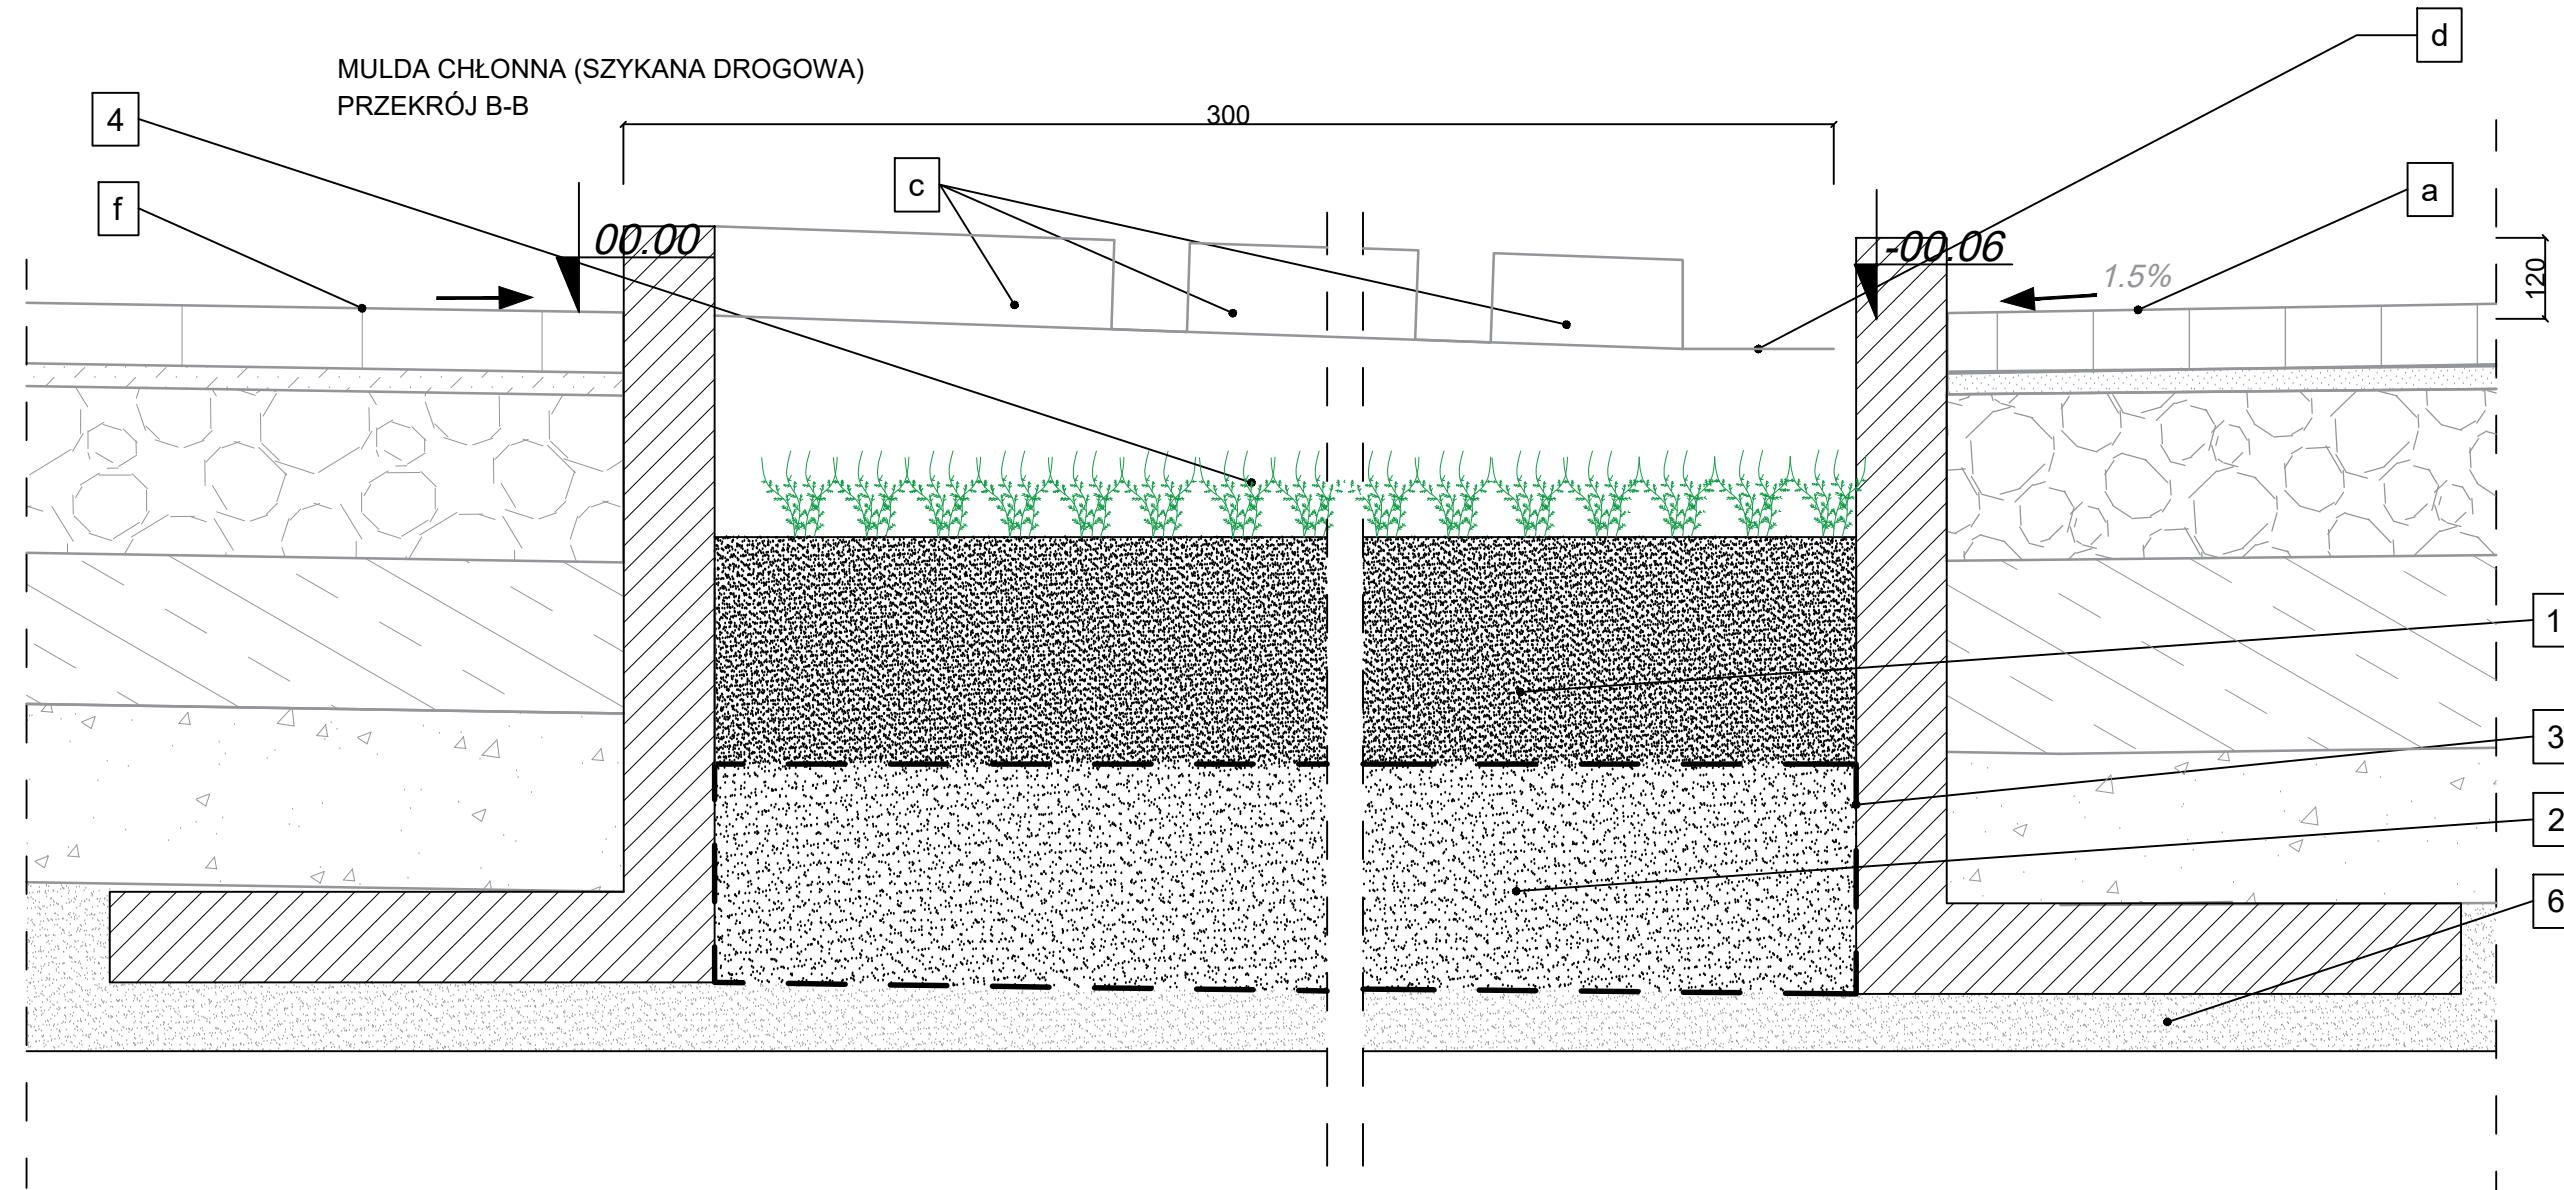 d
MULDA CHŁONNA (SZYKANA DROGOWA)
PRZEKRÓJ B-B
4
300
c
a
f
00.00
-00.06
1.5%
120
1
3
2
6